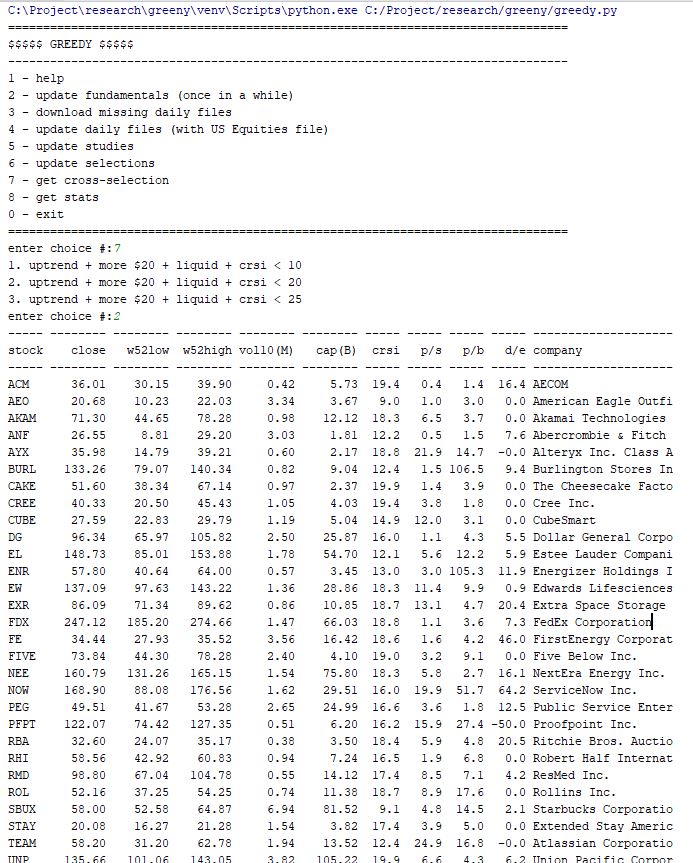 C:\Project\research\greeny\venv\Scripts\python.exe C:/Project/research/greeny/greedy.py
================================================================================
$$$$$ GREEDY $$$$$
--------------------------------------------------------------------------------
1 - help
2 - update fundamentals (once in a while)
3 - download missing daily files
4 - update daily files (with US Equities file)
5 - update studies
6 - update selections
7 - get cross-selection
8 - get stats
0 - exit
================================================================================
enter choice #:7
1. uptrend + more $20 + liquid + crsi < 10
2. uptrend + more $20 + liquid + crsi < 20
3. uptrend + more $20 + liquid + crsi < 25
enter choice #:2
----- -------- -------- -------- -------- -------- ----- ----- ----- ----- --------------------
stock close w52low w52high vol10(M) cap(B) crsi p/s p/b d/e company
----- -------- -------- -------- -------- -------- ----- ----- ----- ----- --------------------
ACM 36.01 30.15 39.90 0.42 5.73 19.4 0.4 1.4 16.4 AECOM
AEO 20.68 10.23 22.03 3.34 3.67 9.0 1.0 3.0 0.0 American Eagle Outfi
AKAM 71.30 44.65 78.28 0.98 12.12 18.3 6.5 3.7 0.0 Akamai Technologies
ANF 26.55 8.81 29.20 3.03 1.81 12.2 0.5 1.5 7.6 Abercrombie & Fitch
AYX 35.98 14.79 39.21 0.60 2.17 18.8 21.9 14.7 -0.0 Alteryx Inc. Class A
BURL 133.26 79.07 140.34 0.82 9.04 12.4 1.5 106.5 9.4 Burlington Stores In
CAKE 51.60 38.34 67.14 0.97 2.37 19.9 1.4 3.9 0.0 The Cheesecake Facto
CREE 40.33 20.50 45.43 1.05 4.03 19.4 3.8 1.8 0.0 Cree Inc.
CUBE 27.59 22.83 29.79 1.19 5.04 14.9 12.0 3.1 0.0 CubeSmart
DG 96.34 65.97 105.82 2.50 25.87 16.0 1.1 4.3 5.5 Dollar General Corpo
EL 148.73 85.01 153.88 1.78 54.70 12.1 5.6 12.2 5.9 Estee Lauder Compani
ENR 57.80 40.64 64.00 0.57 3.45 13.0 3.0 105.3 11.9 Energizer Holdings I
EW 137.09 97.63 143.22 1.36 28.86 18.3 11.4 9.9 0.9 Edwards Lifesciences
EXR 86.09 71.34 89.62 0.86 10.85 18.7 13.1 4.7 20.4 Extra Space Storage
FDX 247.12 185.20 274.66 1.47 66.03 18.8 1.1 3.6 7.3 FedEx Corporation
FE 34.44 27.93 35.52 3.56 16.42 18.6 1.6 4.2 46.0 FirstEnergy Corporat
FIVE 73.84 44.30 78.28 2.40 4.10 19.0 3.2 9.1 0.0 Five Below Inc.
NEE 160.79 131.26 165.15 1.54 75.80 18.3 5.8 2.7 16.1 NextEra Energy Inc.
NOW 168.90 88.08 176.56 1.62 29.51 16.0 19.9 51.7 64.2 ServiceNow Inc.
PEG 49.51 41.67 53.28 2.65 24.99 16.6 3.6 1.8 12.5 Public Service Enter
PFPT 122.07 74.42 127.35 0.51 6.20 16.2 15.9 27.4 -50.0 Proofpoint Inc.
RBA 32.60 24.07 35.17 0.38 3.50 18.4 5.9 4.8 20.5 Ritchie Bros. Auctio
RHI 58.56 42.92 60.83 0.94 7.24 16.5 1.9 6.8 0.0 Robert Half Internat
RMD 98.80 67.04 104.78 0.55 14.12 17.4 8.5 7.1 4.2 ResMed Inc.
ROL 52.16 37.25 54.25 0.74 11.38 18.7 8.9 17.6 0.0 Rollins Inc.
SBUX 58.00 52.58 64.87 6.94 81.52 9.1 4.8 14.5 2.1 Starbucks Corporatio
STAY 20.08 16.27 21.28 1.54 3.82 17.4 3.9 5.0 0.0 Extended Stay Americ
TEAM 58.20 31.20 62.78 1.94 13.52 12.4 24.9 16.8 -0.0 Atlassian Corporatio
UNP 135.66 101.06 143.05 3.82 105.22 19.9 6.6 4.3 6.2 Union Pacific Corpor